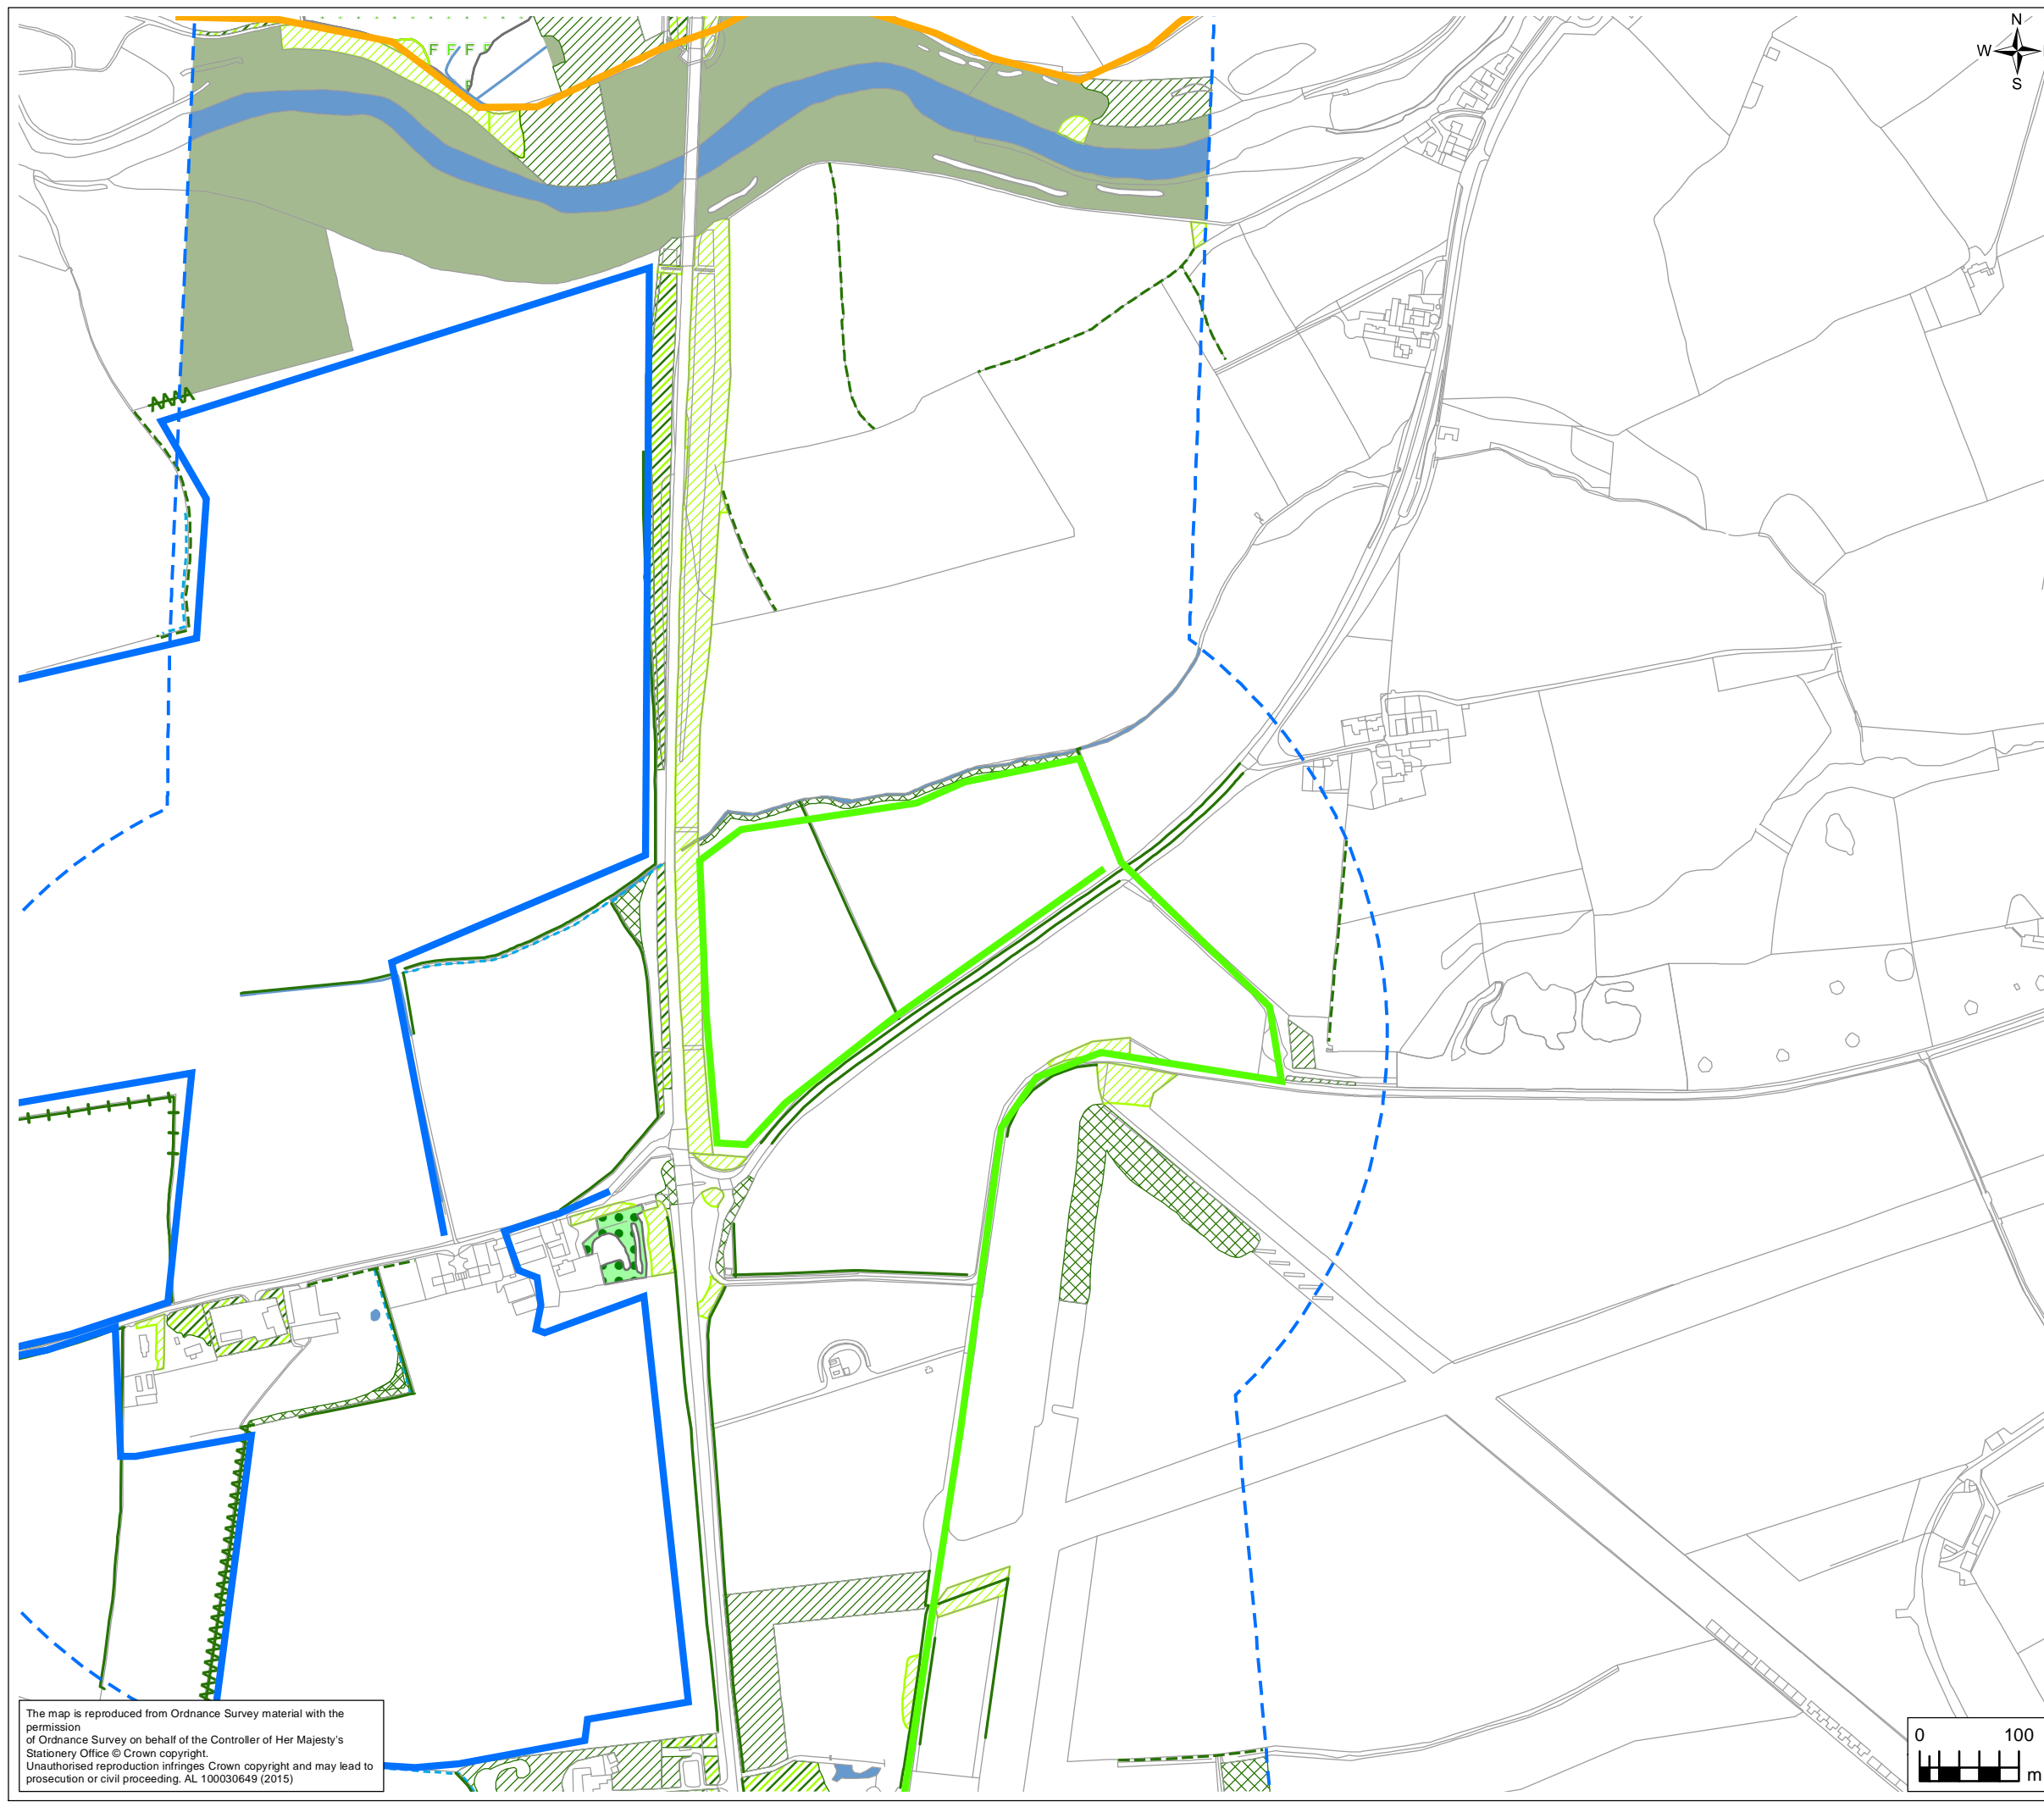 N
W
S
F F F F
F
The map is reproduced from Ordnance Survey material with the
permission
of Ordnance Survey on behalf of the Controller of Her Majesty's
Stationery Office © Crown copyright.
Unauthorised reproduction infringes Crown copyright and may lead to
prosecution or civil proceeding. AL 100030649 (2015)
0 100
m